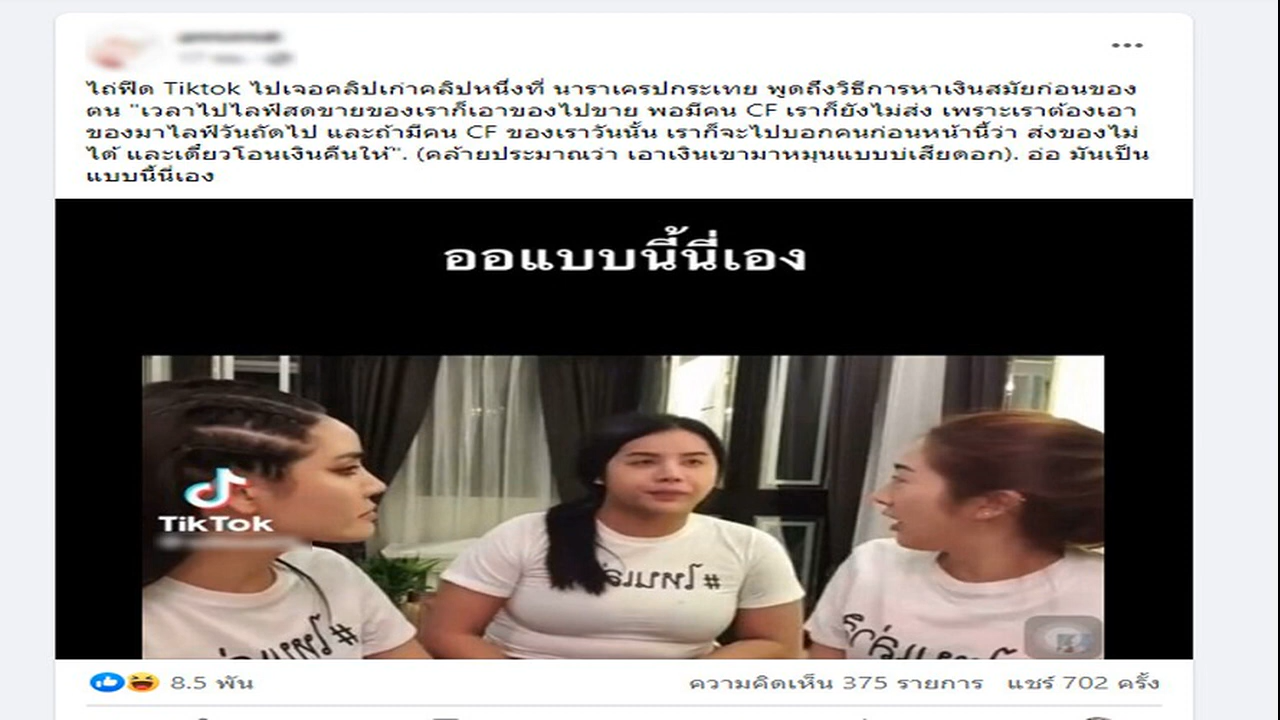 ไถ่ฟีด Tiktok ไปเจอคลิปเก่าคลิปหนึ่งที่ นาราเครปกระเทย พูดถึงวิธีการหาเงินสมัยก่อนของ
ตน "เวลาไปไลฟ์สดขายของเราก็เอาของไปขาย พอมีคน CF เราก็ยังไม่ส่ง เพราะเราต้องเอา
ของมาไลฟ์วันถัดไป และถ้ามีคน CF ของเราวันนั้น เราก็จะไปบอกคนก่อนหน้านี้ว่า ส่งของไม่
ได้ และเดี๋ยวโอนเงินคืนให้". (คล้ายประมาณว่า เอาเงินเขามาหมุนแบบบ่เสียดอก). อ่อ มันเป็น
แบบนี้นี่เอง
ออแบบนี้นี่เอง
TikTok
#โหนเล่
8.5 พัน
ความคิดเห็น 375 รายการ แชร์ 702 ครั้ง